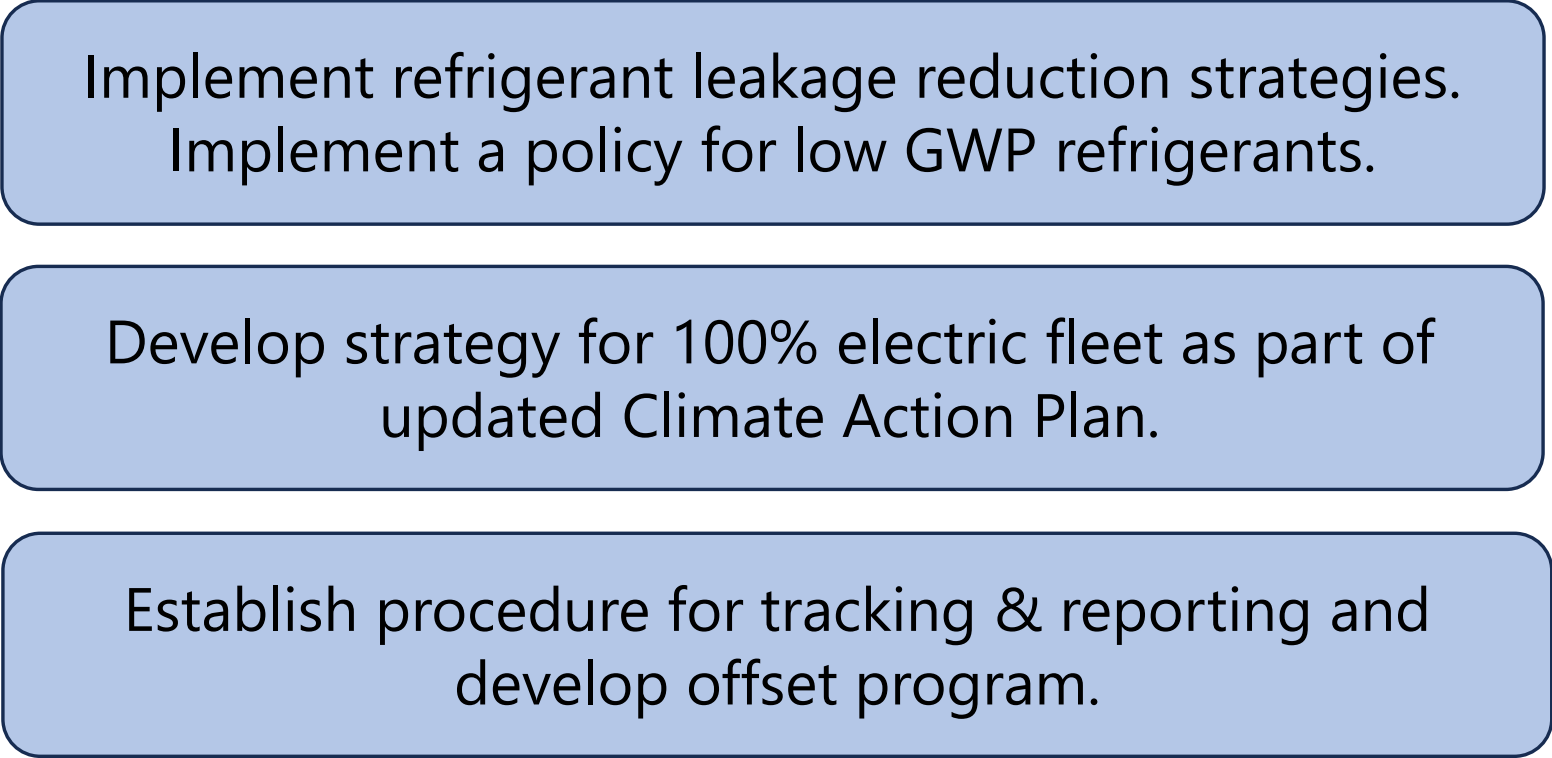 Implement refrigerant leakage reduction strategies.
Implement a policy for low GWP refrigerants.
Develop strategy for 100% electric fleet as part of
updated Climate Action Plan.
Establish procedure for tracking & reporting and
develop offset program.